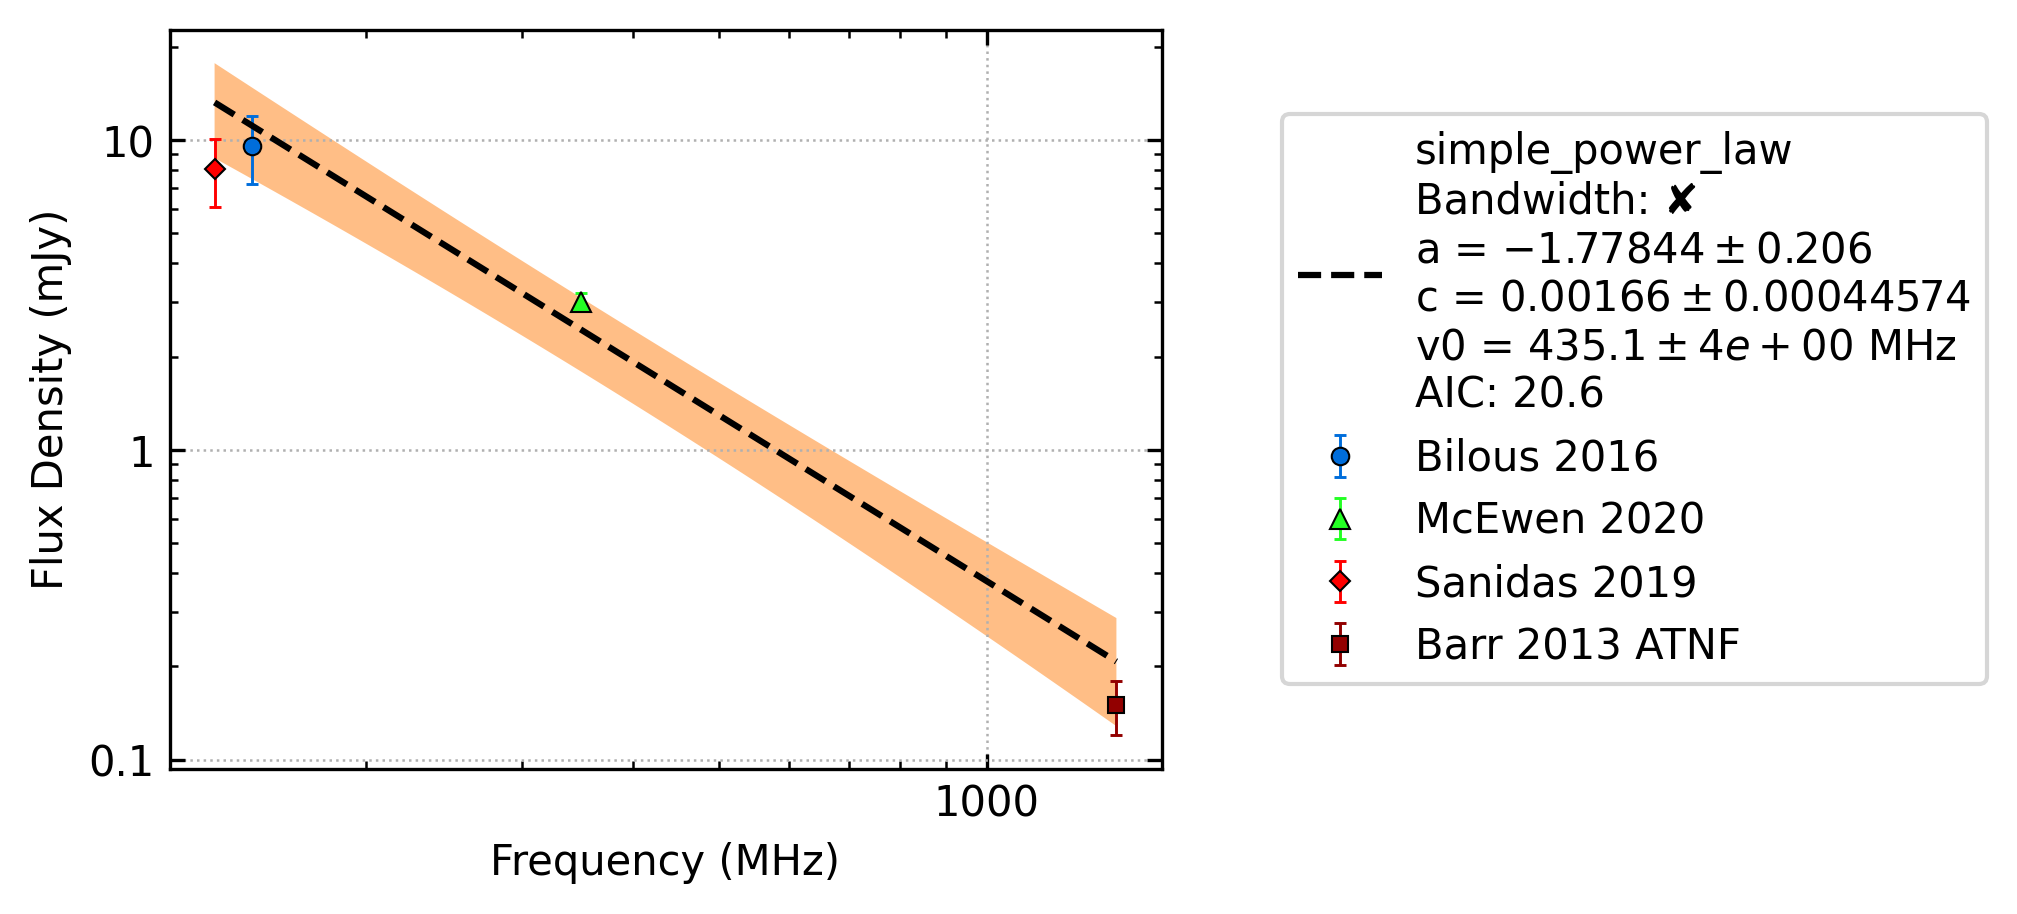 10
1
0.1
Flux Density (mJy)
1000
Frequency (MHz)
simple_power_law
Bandwidth: ✘
a = −1.77844 ± 0.206
c = 0.00166 ± 0.00044574
v0 = 435.1 ± 4e + 00 MHz
AIC: 20.6
Bilous 2016
McEwen 2020
Sanidas 2019
Barr 2013 ATNF